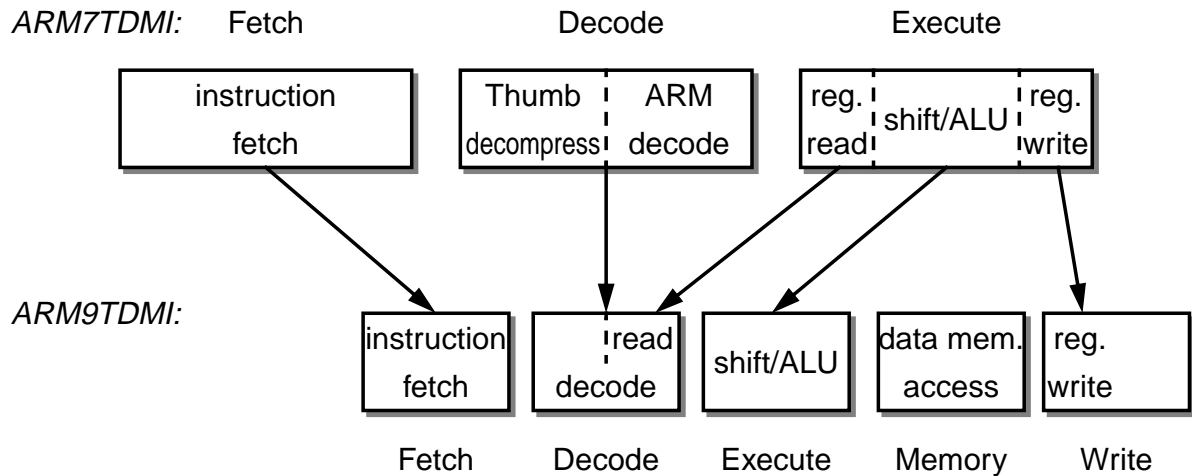 ARM7TDMI: Fetch Decode Execute
instruction Thumb ARM reg. shift/ALU reg.
fetch decompress decode read write
ARM9TDMI:
instruction read shift/ALU data mem. reg.
fetch decode access write
Fetch Decode Execute Memory Write